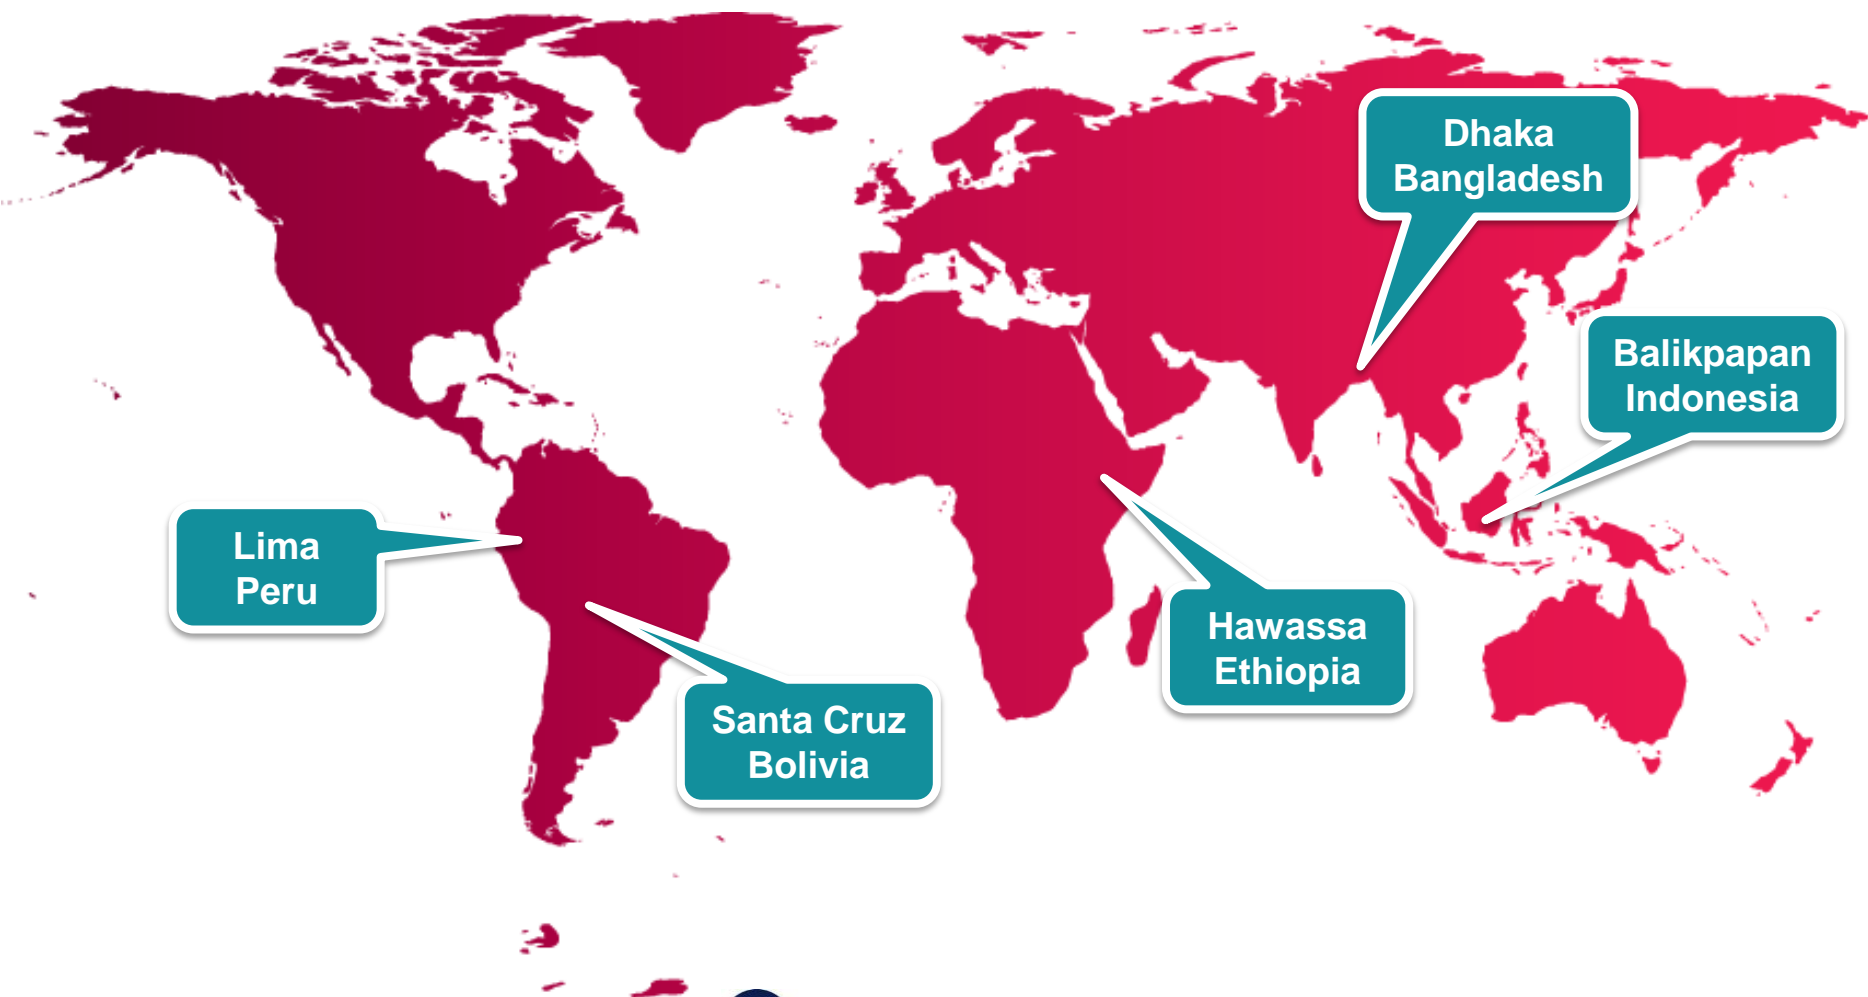 Dhaka
Bangladesh
Balikpapan
Indonesia
Lima
Peru
Hawassa
Ethiopia
Santa Cruz
Bolivia